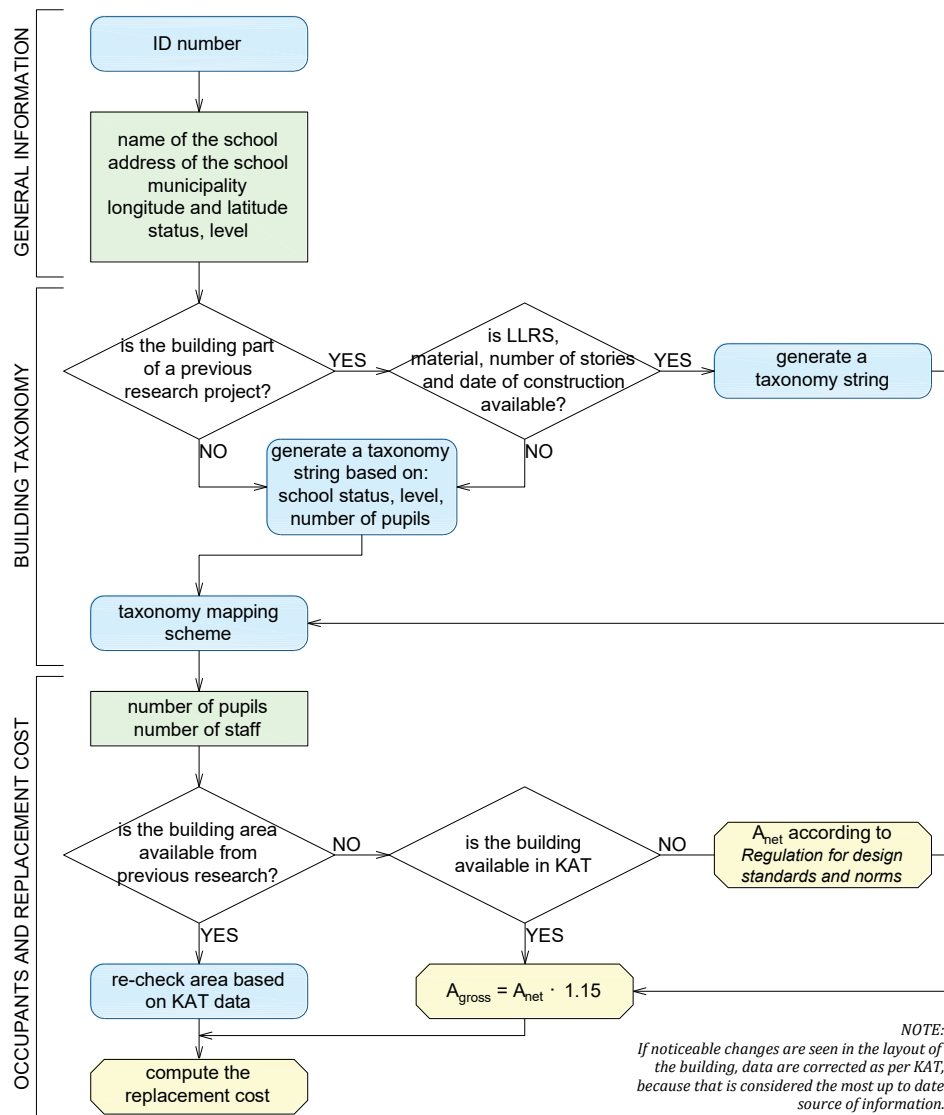 GENERAL INFORMATION
ID number
name of the school
address of the school
municipality
longitude and latitude
status, level
BUILDING TAXONOMY
is the building part
of a previous
research project?
YES
is LLRS,
material, number of stories
and date of construction
available?
YES
generate a
taxonomy string
NO
generate a taxonomy
string based on:
school status, level,
number of pupils
NO
taxonomy mapping
scheme
OCCUPANTS AND REPLACEMENT COST
number of pupils
number of staff
is the building area
available from
previous research?
NO
is the building
available in KAT
NO
Anet according to
Regulation for design
standards and norms
YES
YES
re-check area based
on KAT data
Agross = Anet · 1.15
compute the
replacement cost
NOTE:
If noticeable changes are seen in the layout of
the building, data are corrected as per KAT,
because that is considered the most up to date
source of information.